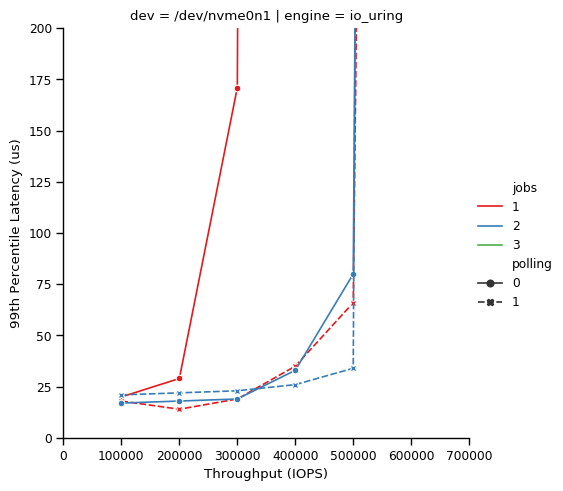 dev = /dev/nvme0n1 | engine = io_uring
200
175
150
125
100
75
50
25
0
99th Percentile Latency (us)
0 100000 200000 300000 400000 500000 600000 700000
Throughput (IOPS)
jobs
1
2
3
polling
0
1